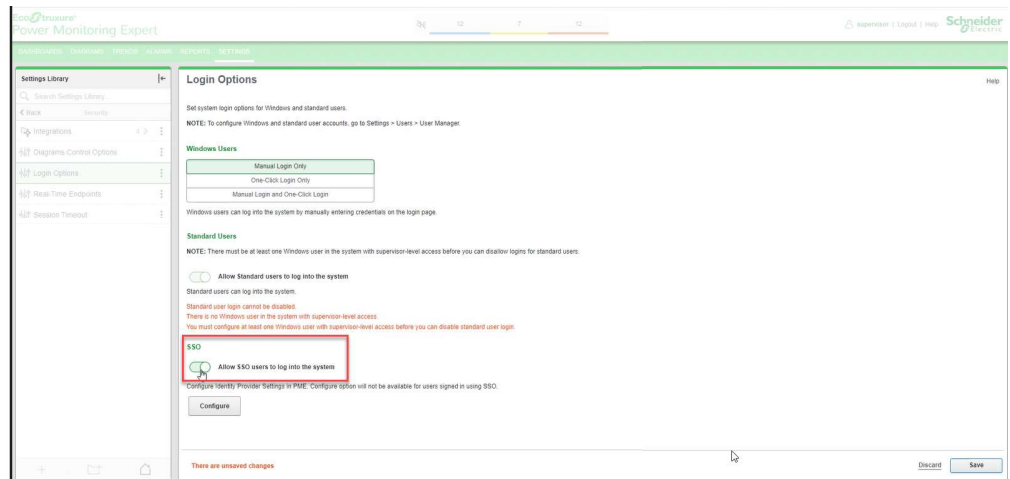 EcoStruxure
Power Monitoring Expert
12 7 12
supervisor | Logout | Help
Schneider
Electric
DASHBOARDS DIAGRAMS TRENDS ALARMS REPORTS SETTINGS
Settings Library
Login Options
Help
Search Settings Library
Back Security
Integrations
4
Diagrams Control Options
Login Options
Real-Time Endpoints
Session Timeout
Set system login options for Windows and standard users.
NOTE: To configure Windows and standard user accounts, go to Settings > Users > User Manager.
Windows Users
Manual Login Only
One-Click Login Only
Manual Login and One-Click Login
Windows users can log into the system by manually entering credentials on the login page.
Standard Users
NOTE: There must be at least one Windows user in the system with supervisor-level access before you can disallow logins for standard users.
Allow Standard users to log into the system
Standard users can log into the system.
Standard user login cannot be disabled.
There is no Windows user in the system with supervisor-level access.
You must configure at least one Windows user with supervisor-level access before you can disable standard user login.
SSO
Allow SSO users to log into the system
Configure Identity Provider Settings in PME. Configure option will not be available for users signed in using SSO.
Configure
There are unsaved changes
Discard
Save